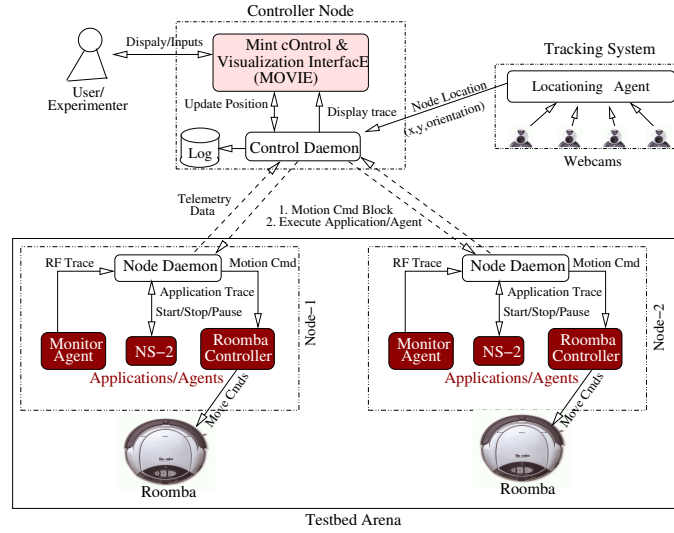 Controller Node
Dispaly/Inputs
Mint cOntrol &
Visualization InterfacE
(MOVIE)
User/
Experimenter
Update Position
Display trace
Log
Control Daemon
Tracking System
Locationing Agent
Webcams
Node Location
(x,y,orientation)
Telemetry
Data
1. Motion Cmd Block
2. Execute Application/Agent
RF Trace
Node Daemon
Motion Cmd
Application Trace
Start/Stop/Pause
Monitor
Agent
NS-2
Roomba
Controller
Applications/Agents
Node-1
Move Cmds
Roomba
RF Trace
Node Daemon
Motion Cmd
Application Trace
Start/Stop/Pause
Monitor
Agent
NS-2
Roomba
Controller
Applications/Agents
Node-2
Move Cmds
Roomba
Testbed Arena